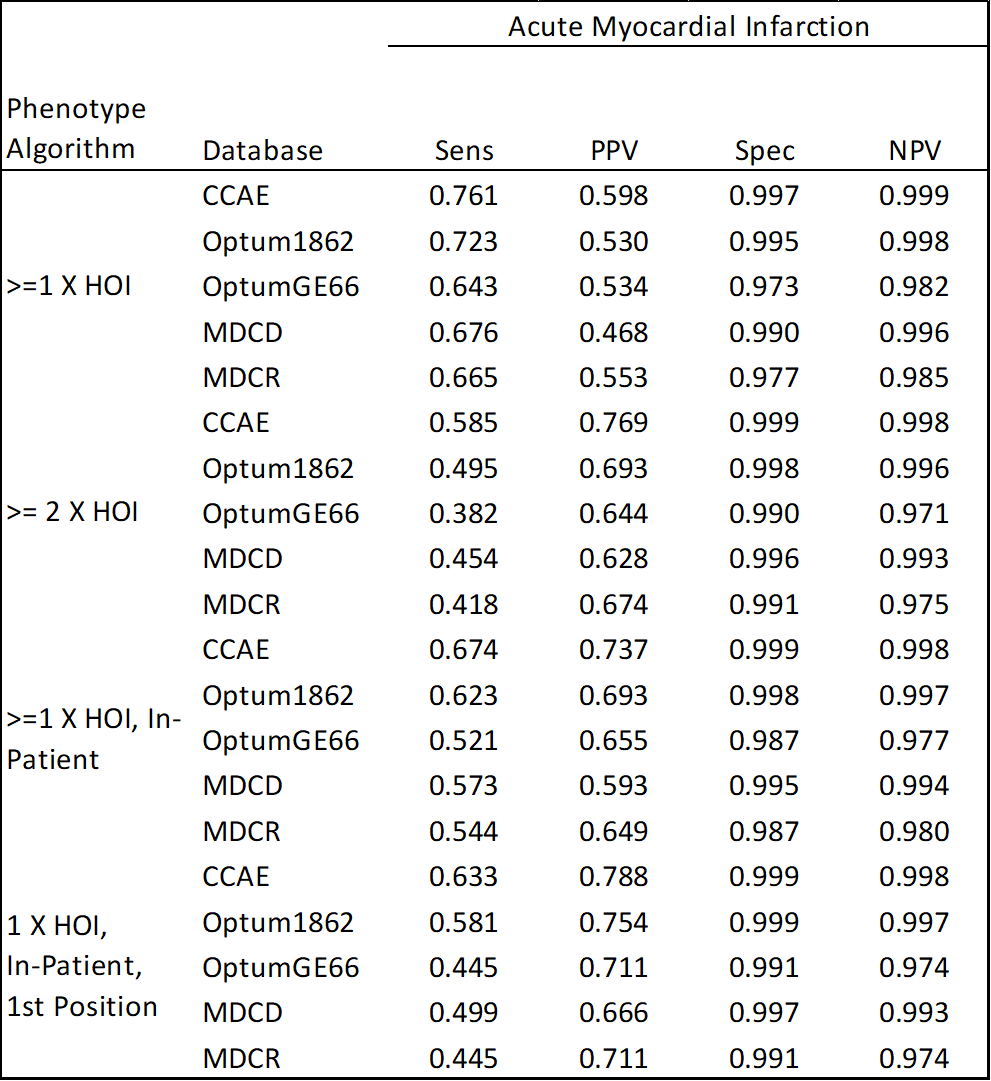 Acute Myocardial Infarction
Phenotype
Algorithm Database Sens PPV Spec NPV
CCAE 0.761 0.598 0.997 0.999
Optum1862 0.723 0.530 0.995 0.998
>=1 X HOI OptumGE66 0.643 0.534 0.973 0.982
MDCD 0.676 0.468 0.990 0.996
MDCR 0.665 0.553 0.977 0.985
CCAE 0.585 0.769 0.999 0.998
Optum1862 0.495 0.693 0.998 0.996
>= 2 X HOI OptumGE66 0.382 0.644 0.990 0.971
MDCD 0.454 0.628 0.996 0.993
MDCR 0.418 0.674 0.991 0.975
CCAE 0.674 0.737 0.999 0.998
Optum1862 0.623 0.693 0.998 0.997
>=1 X HOI, In-
Patient OptumGE66 0.521 0.655 0.987 0.977
MDCD 0.573 0.593 0.995 0.994
MDCR 0.544 0.649 0.987 0.980
CCAE 0.633 0.788 0.999 0.998
1 X HOI, Optum1862 0.581 0.754 0.999 0.997
In-Patient, OptumGE66 0.445 0.711 0.991 0.974
1st Position MDCD 0.499 0.666 0.997 0.993
MDCR 0.445 0.711 0.991 0.974